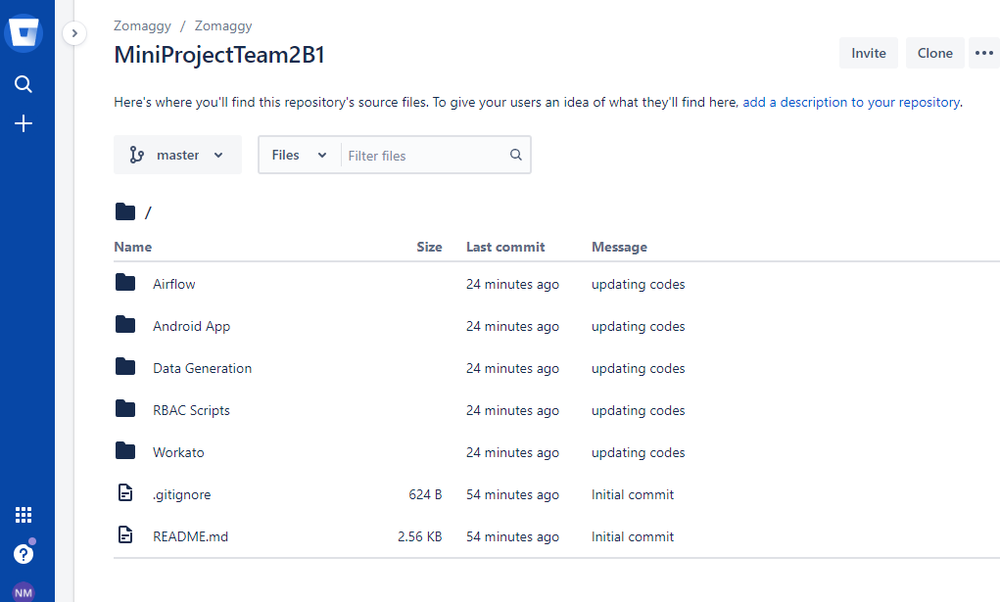 Zomaggy / Zomaggy
MiniProjectTeam2B1
Invite Clone
Here's where you'll find this repository's source files. To give your users an idea of what they'll find here, add a description to your repository.
master Files Filter files
/
Name Size Last commit Message
Airflow 24 minutes ago updating codes
Android App 24 minutes ago updating codes
Data Generation 24 minutes ago updating codes
RBAC Scripts 24 minutes ago updating codes
Workato 24 minutes ago updating codes
.gitignore 624 B 54 minutes ago Initial commit
README.md 2.56 KB 54 minutes ago Initial commit
NM